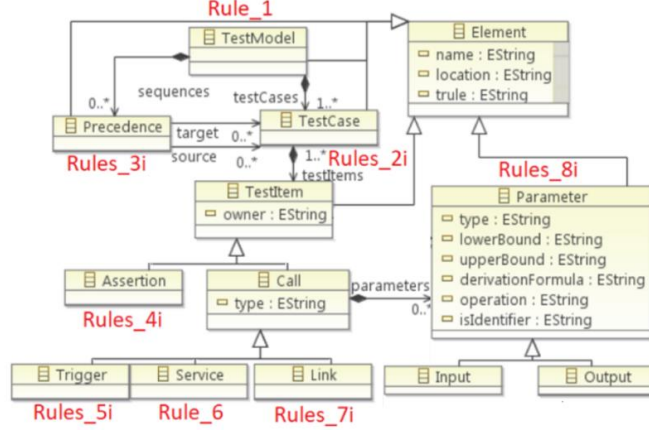 Rule_1
TestModel
Element
name : EString
location : EString
trule : EString
sequences
testCases
0..*
1..*
Precedence
target
0..*
source
0..*
TestCase
Rules_3i
Rules_2i
1..*
testItems
Rules_8i
TestItem
owner : EString
Parameter
type : EString
lowerBound : EString
upperBound : EString
derivationFormula : EString
operation : EString
isIdentifier : EString
Assertion
Call
type : EString
parameters
0..*
Rules_4i
Trigger
Service
Link
Input
Output
Rules_5i
Rule_6
Rules_7i